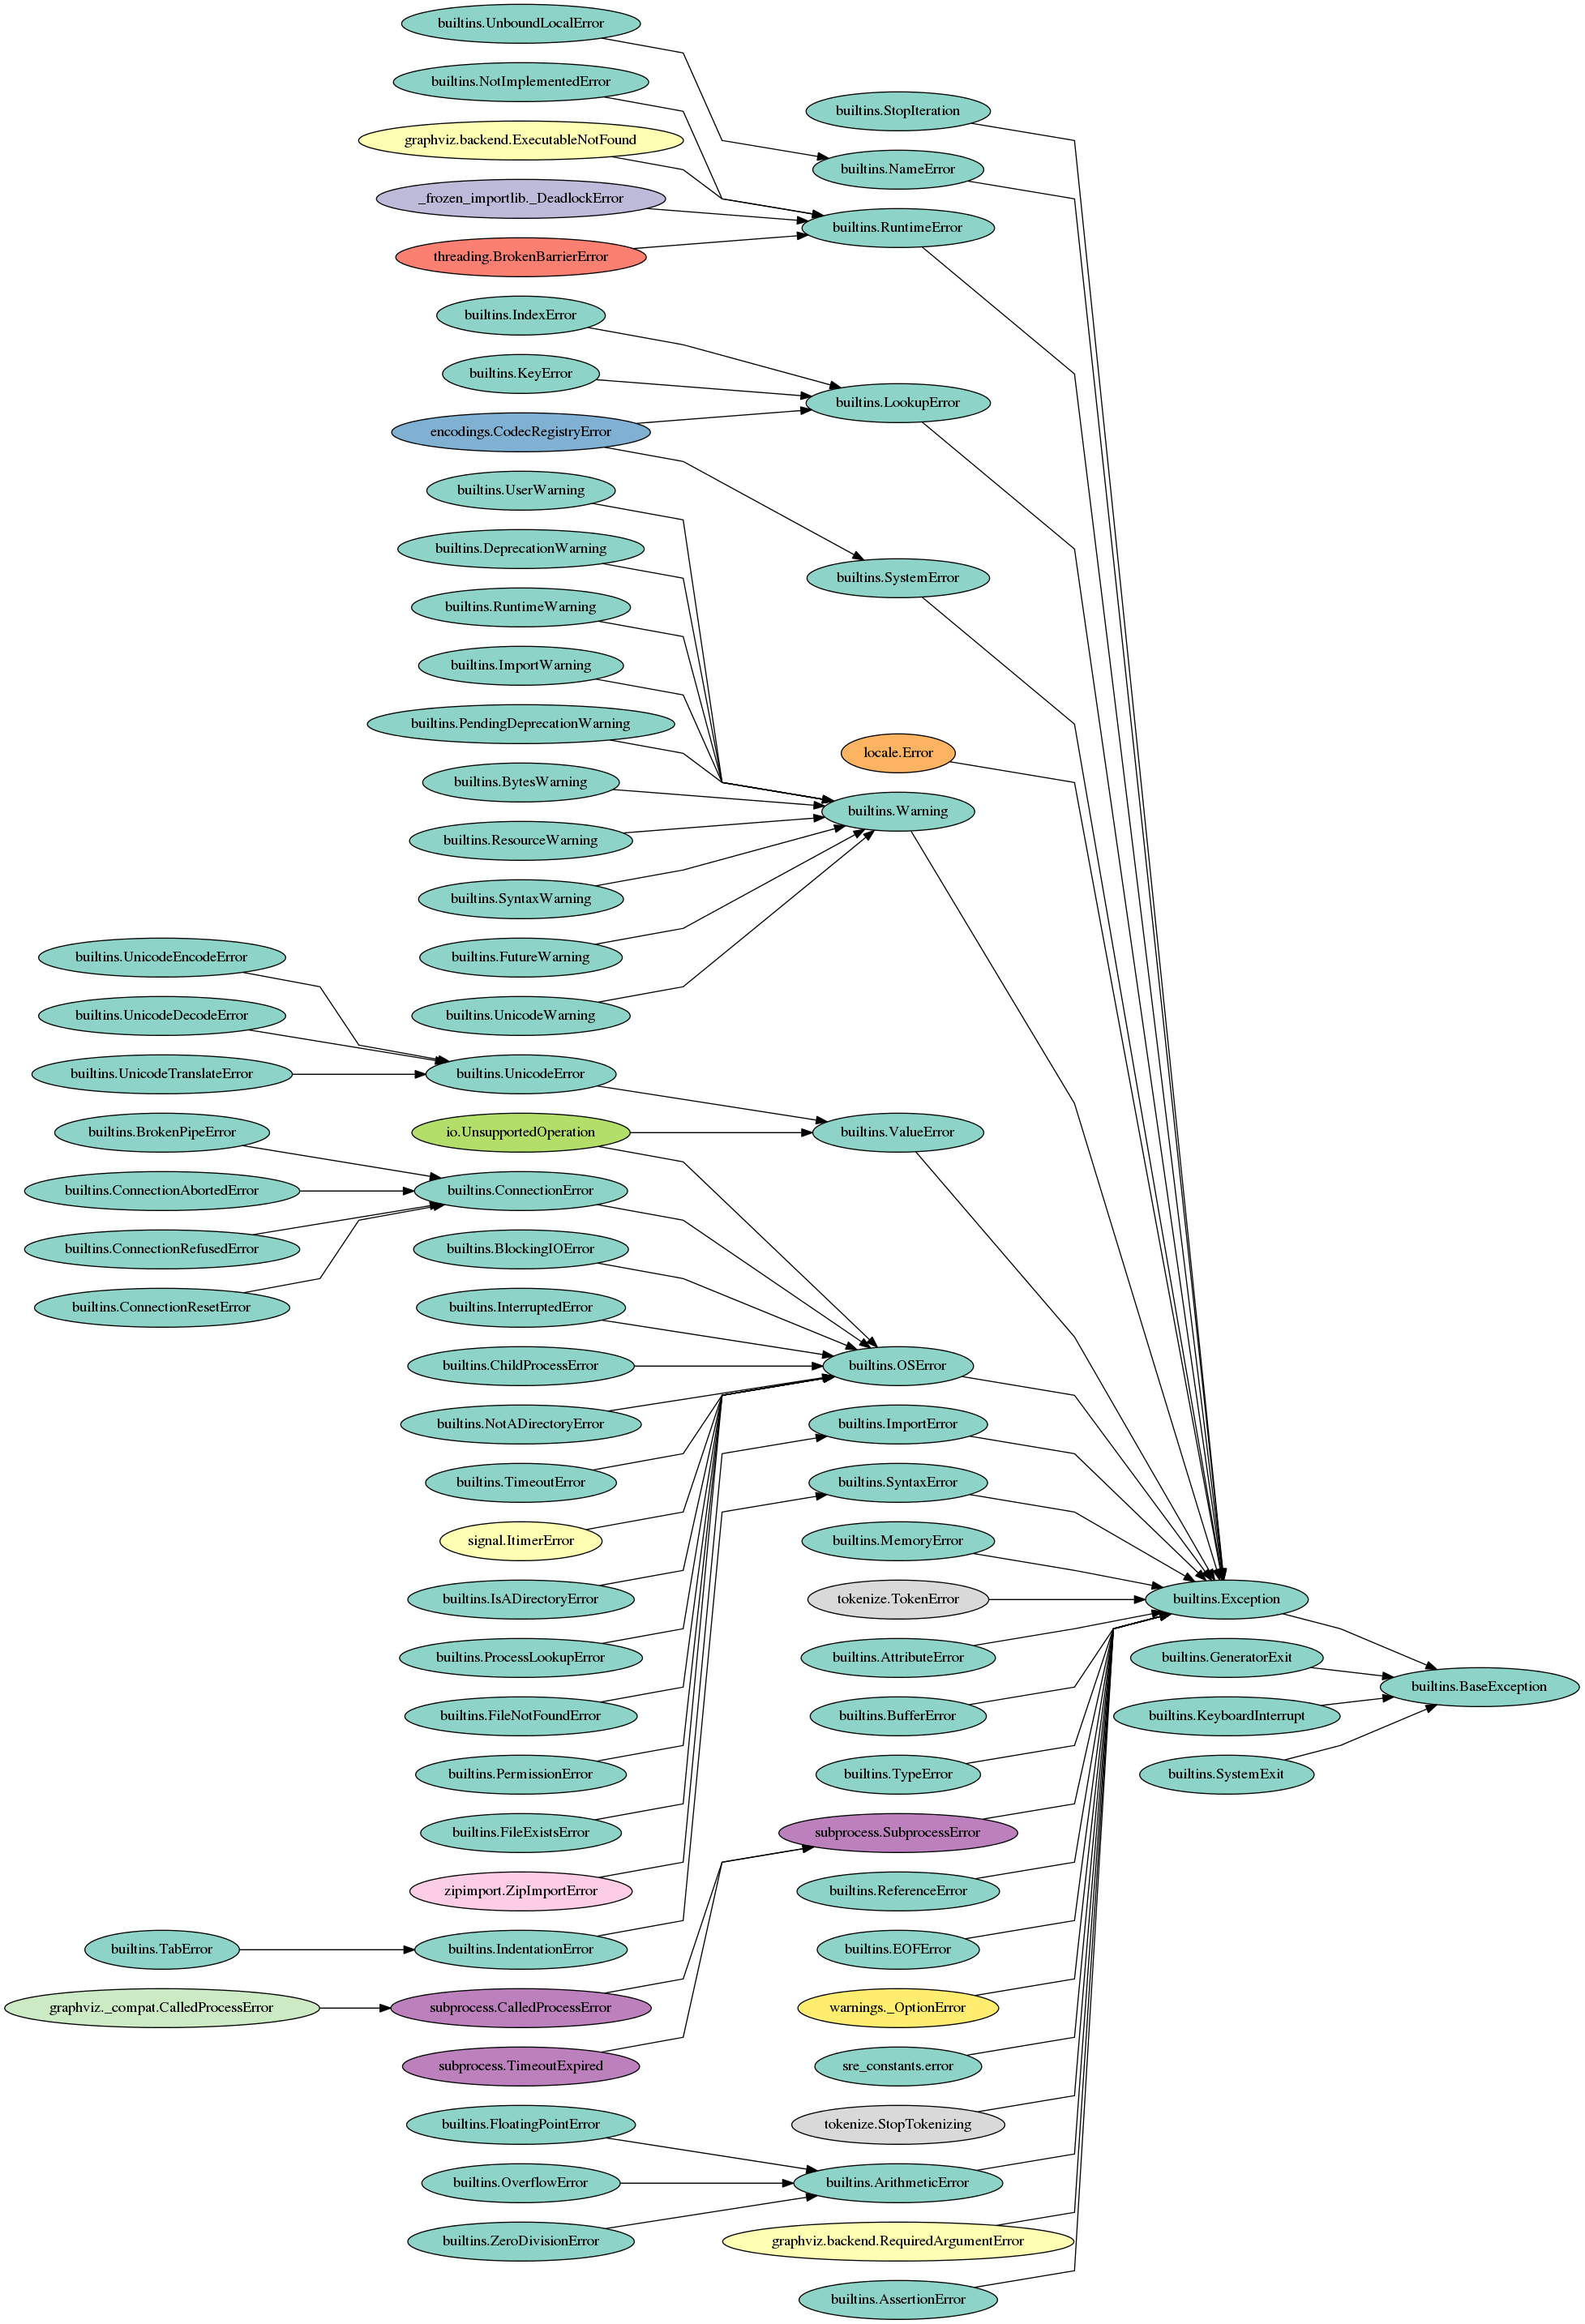 builtins.UnboundLocalError
builtins.NotImplementedError
builtins.StopIteration
graphviz.backend.ExecutableNotFound
builtins.NameError
_frozen_importlib._DeadlockError
builtins.RuntimeError
threading.BrokenBarrierError
builtins.IndexError
builtins.KeyError
builtins.LookupError
encodings.CodecRegistryError
builtins.UserWarning
builtins.DeprecationWarning
builtins.SystemError
builtins.RuntimeWarning
builtins.ImportWarning
builtins.PendingDeprecationWarning
locale.Error
builtins.BytesWarning
builtins.Warning
builtins.ResourceWarning
builtins.SyntaxWarning
builtins.UnicodeEncodeError
builtins.FutureWarning
builtins.UnicodeDecodeError
builtins.UnicodeWarning
builtins.UnicodeTranslateError
builtins.UnicodeError
builtins.BrokenPipeError
io.UnsupportedOperation
builtins.ValueError
builtins.ConnectionAbortedError
builtins.ConnectionError
builtins.ConnectionRefusedError
builtins.BlockingIOError
builtins.ConnectionResetError
builtins.InterruptedError
builtins.ChildProcessError
builtins.OSError
builtins.NotADirectoryError
builtins.ImportError
builtins.TimeoutError
builtins.SyntaxError
signal.ItimerError
builtins.MemoryError
builtins.IsADirectoryError
tokenize.TokenError
builtins.Exception
builtins.ProcessLookupError
builtins.AttributeError
builtins.GeneratorExit
builtins.BaseException
builtins.FileNotFoundError
builtins.BufferError
builtins.KeyboardInterrupt
builtins.PermissionError
builtins.TypeError
builtins.SystemExit
builtins.FileExistsError
subprocess.SubprocessError
zipimport.ZipImportError
builtins.ReferenceError
builtins.TabError
builtins.IndentationError
builtins.EOFError
graphviz._compat.CalledProcessError
subprocess.CalledProcessError
warnings._OptionError
subprocess.TimeoutExpired
sre_constants.error
builtins.FloatingPointError
tokenize.StopTokenizing
builtins.OverflowError
builtins.ArithmeticError
builtins.ZeroDivisionError
graphviz.backend.RequiredArgumentError
builtins.AssertionError